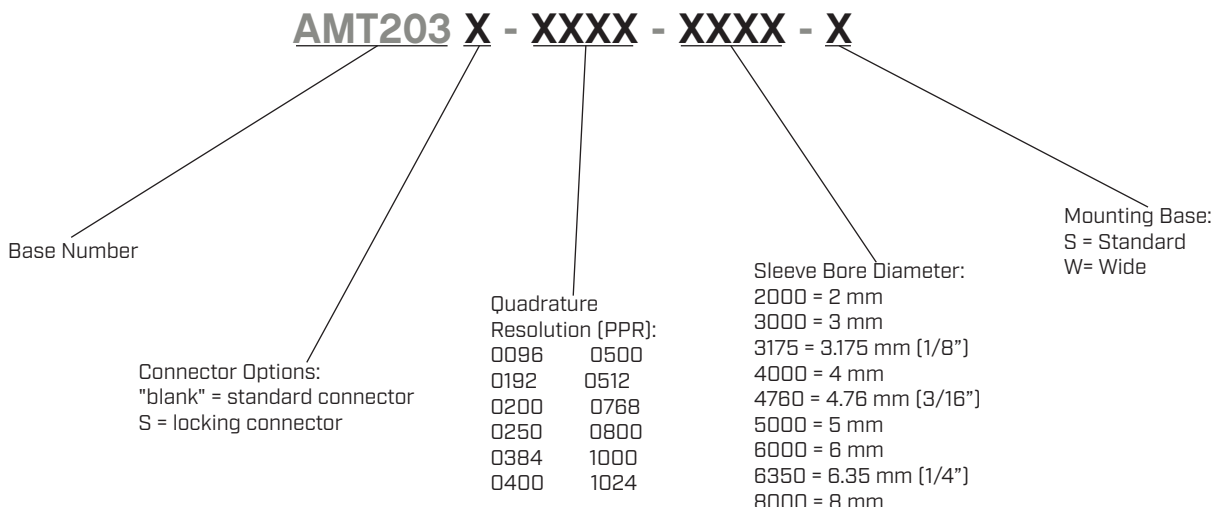 AMT203 X - XXXX - XXXX - X
Base Number
Connector Options:
"blank" = standard connector
S = locking connector
Quadrature
Resolution (PPR):
0096 0500
0192 0512
0200 0768
0250 0800
0384 1000
0400 1024
Sleeve Bore Diameter:
2000 = 2 mm
3000 = 3 mm
3175 = 3.175 mm (1/8”)
4000 = 4 mm
4760 = 4.76 mm (3/16”)
5000 = 5 mm
6000 = 6 mm
6350 = 6.35 mm (1/4”)
8000 = 8 mm
Mounting Base:
S = Standard
W= Wide